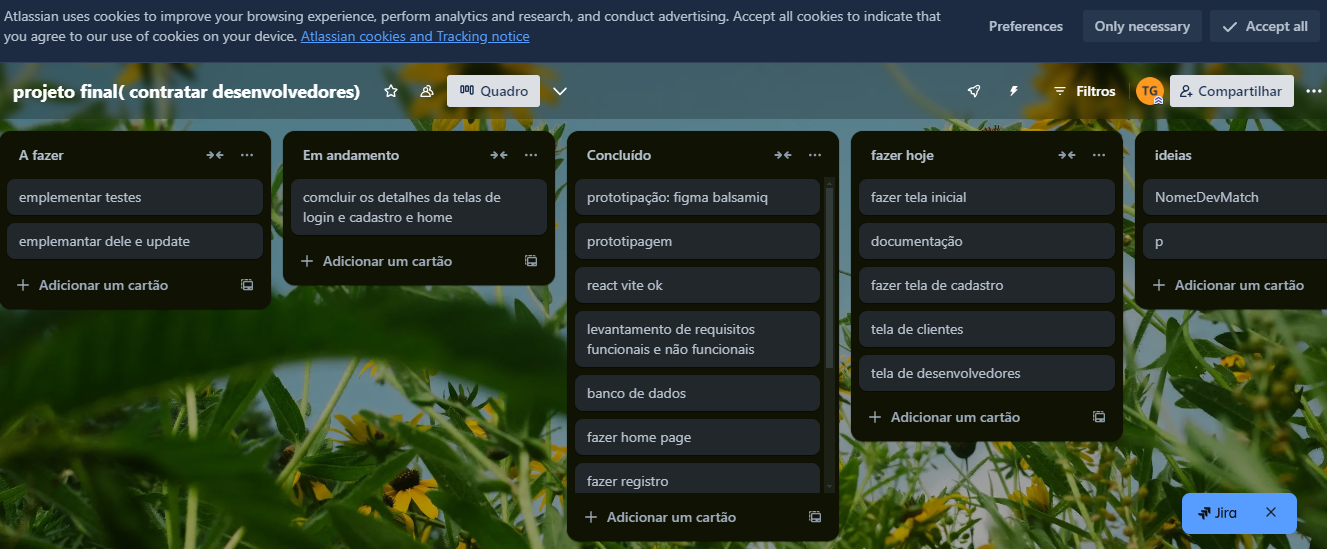 Atlassian uses cookies to improve your browsing experience, perform analytics and research, and conduct advertising. Accept all cookies to indicate that
you agree to our use of cookies on your device. Atlassian cookies and Tracking notice
Preferences
Only necessary
Accept all
projeto final( contratar desenvolvedores)
Quadro
Filtros
TG
Compartilhar
A fazer
emplementar testes
emplemantar dele e update
Adicionar um cartão
Em andamento
comcluir os detalhes da telas de
login e cadastro e home
Adicionar um cartão
Concluído
prototipação: figma balsamiq
prototipagem
react vite ok
levantamento de requisitos
funcionais e não funcionais
banco de dados
fazer home page
fazer registro
Adicionar um cartão
fazer hoje
fazer tela inicial
documentação
fazer tela de cadastro
tela de clientes
tela de desenvolvedores
Adicionar um cartão
ideias
Nome:DevMatch
p
Adicionar um cartão
Jira